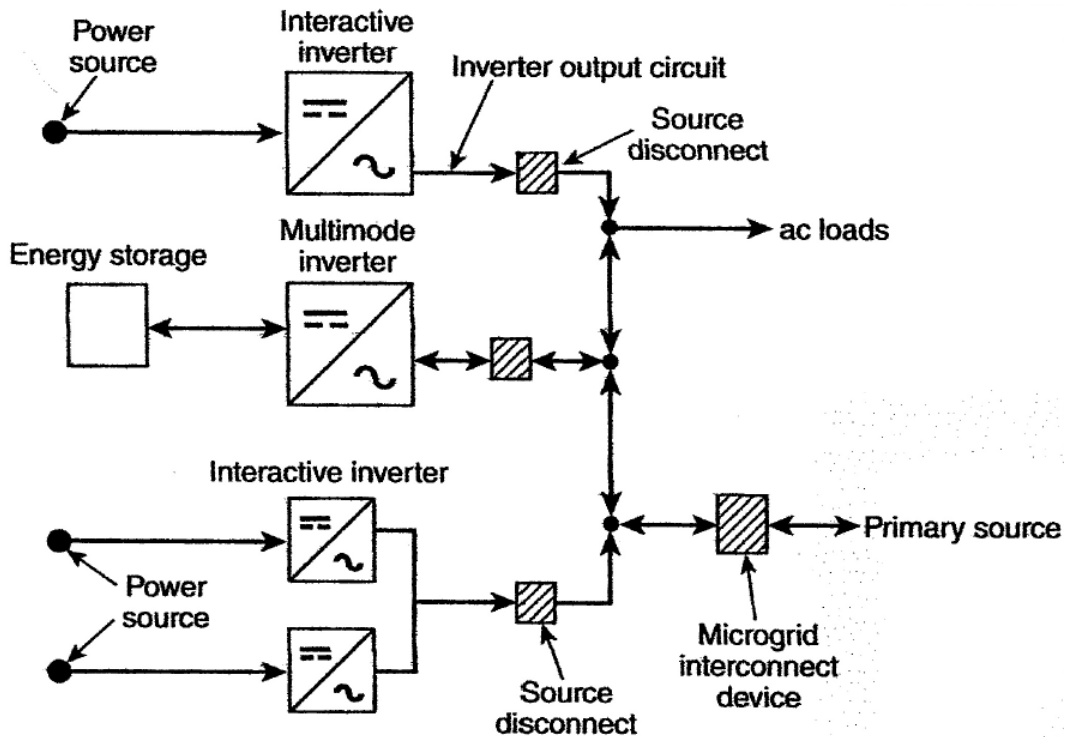 Power
source
Interactive
inverter
Inverter output circuit
Source
disconnect
ac loads
Energy storage
Multimode
inverter
Interactive inverter
Power
source
Source
disconnect
Primary source
Microgrid
interconnect
device